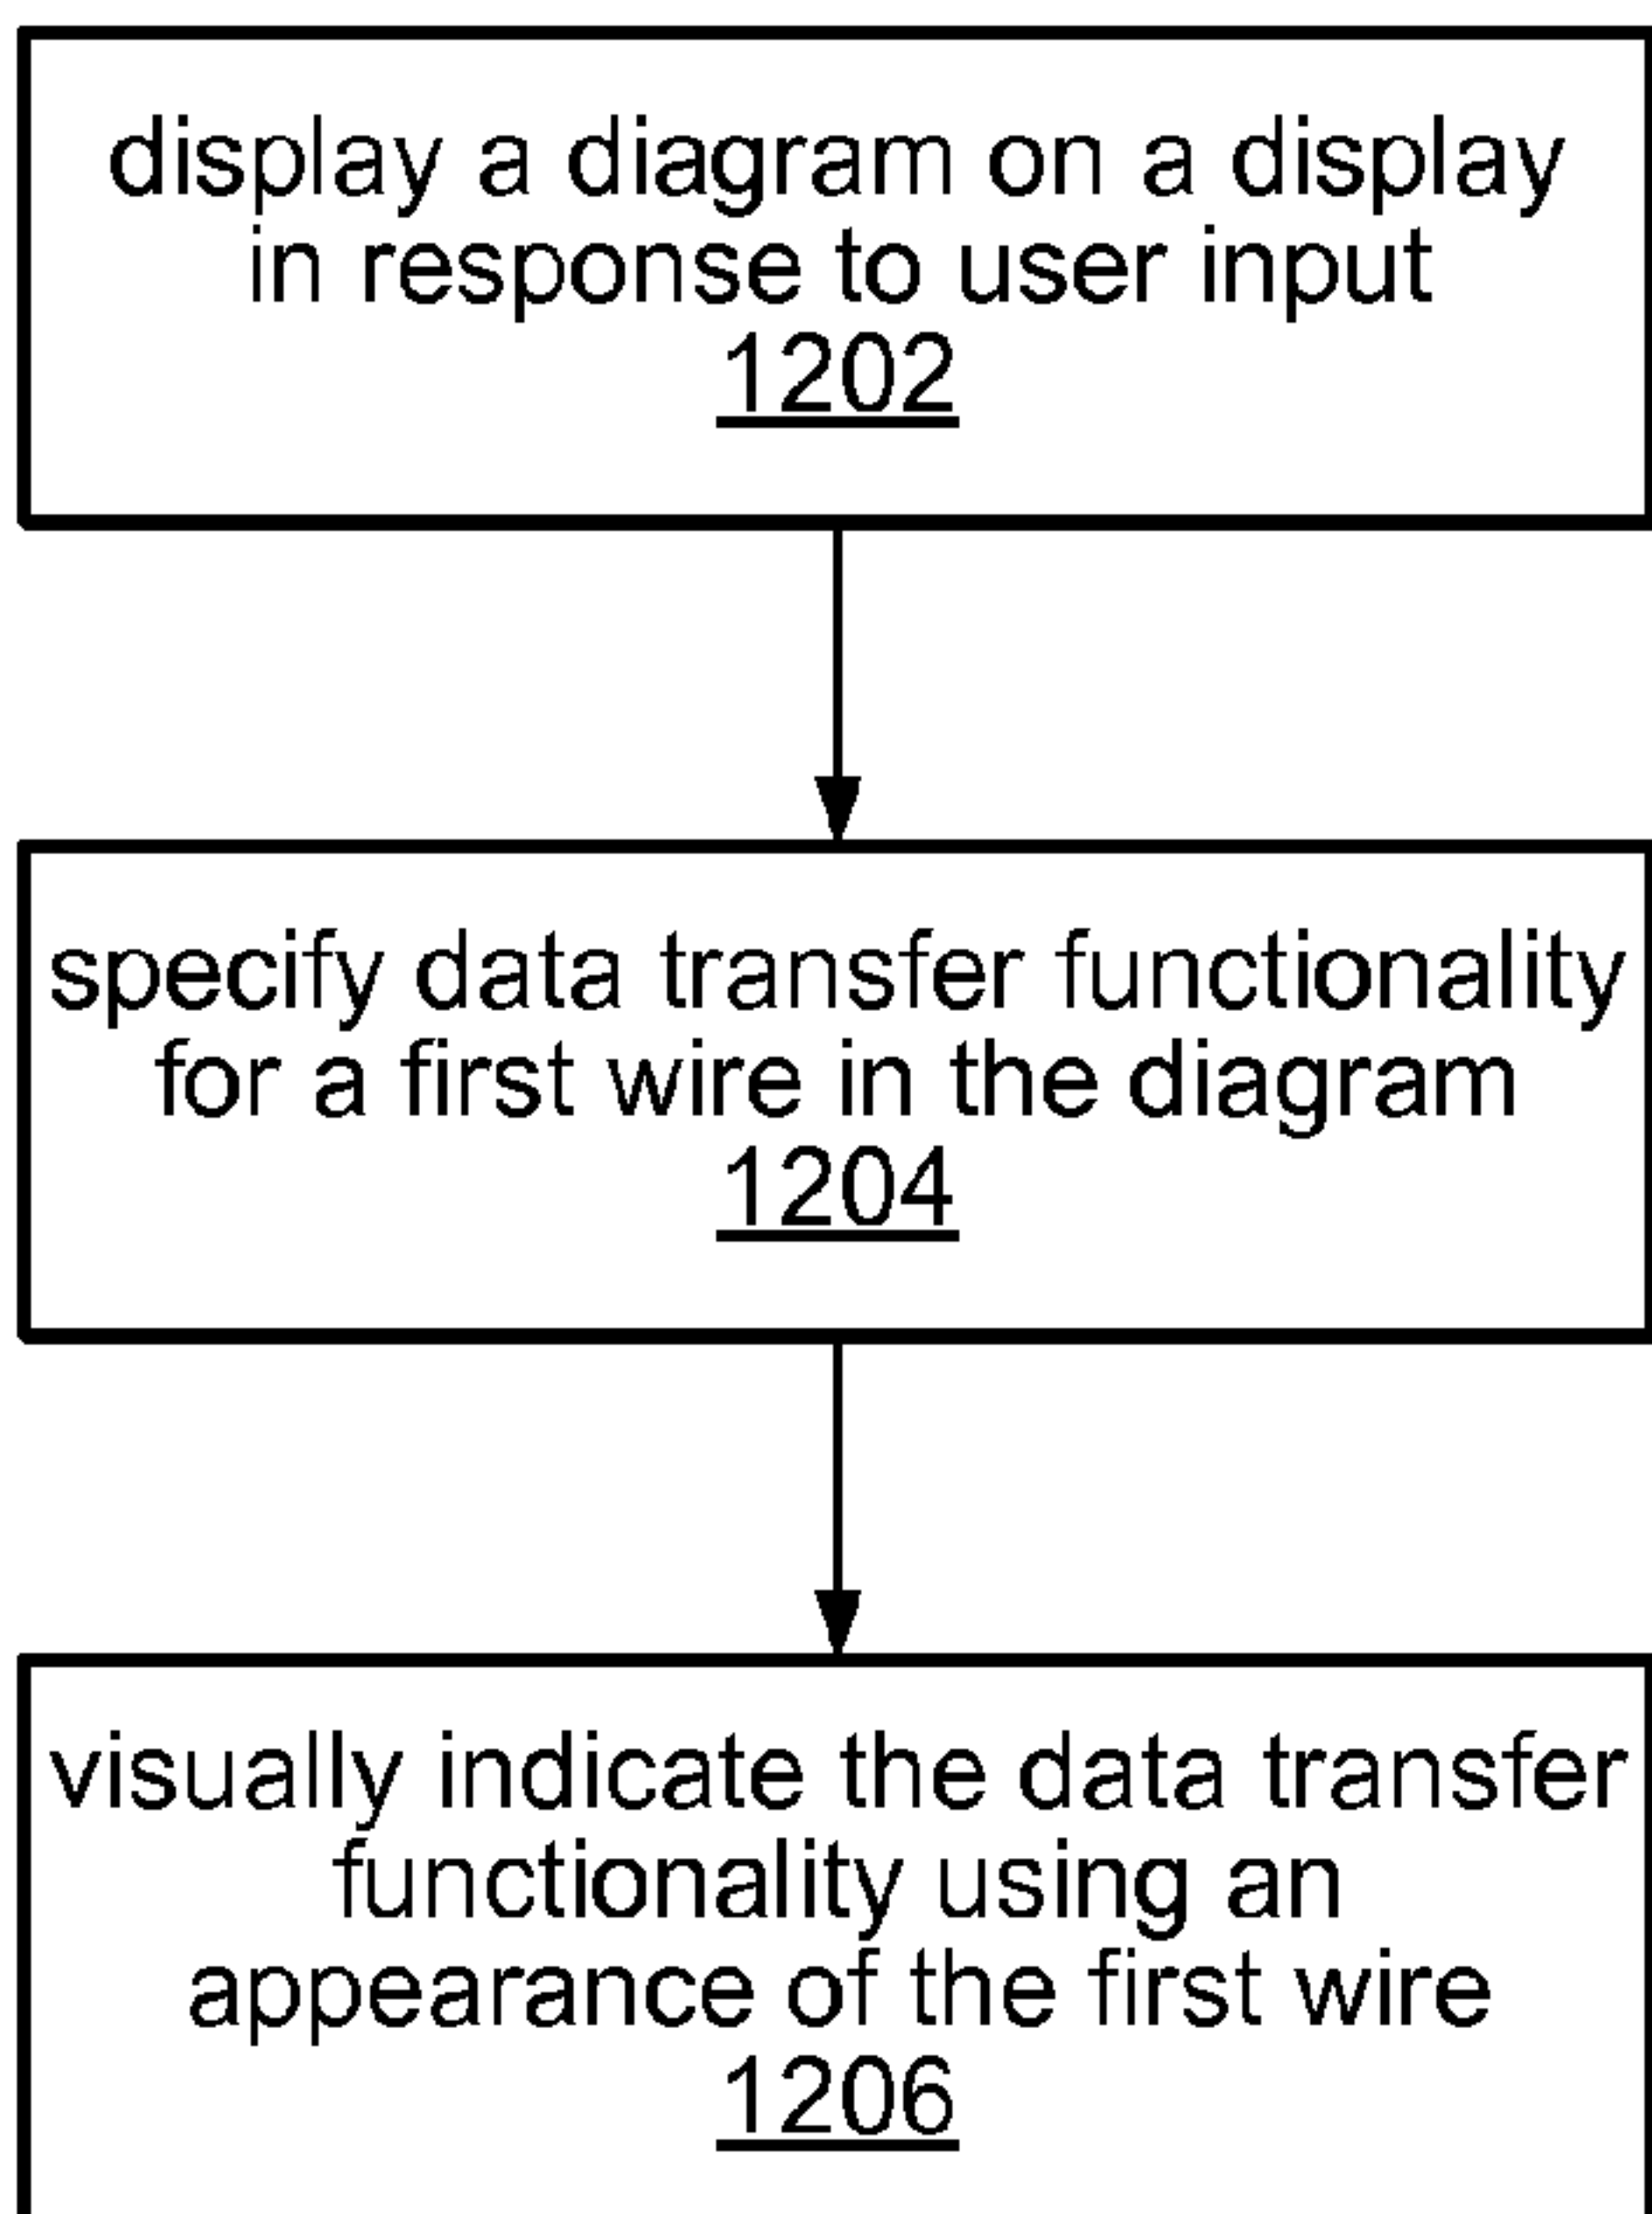 display a diagram on a display
in response to user input
1202
specify data transfer functionality
for a first wire in the diagram
1204
visually indicate the data transfer
functionality using an
appearance of the first wire
1206